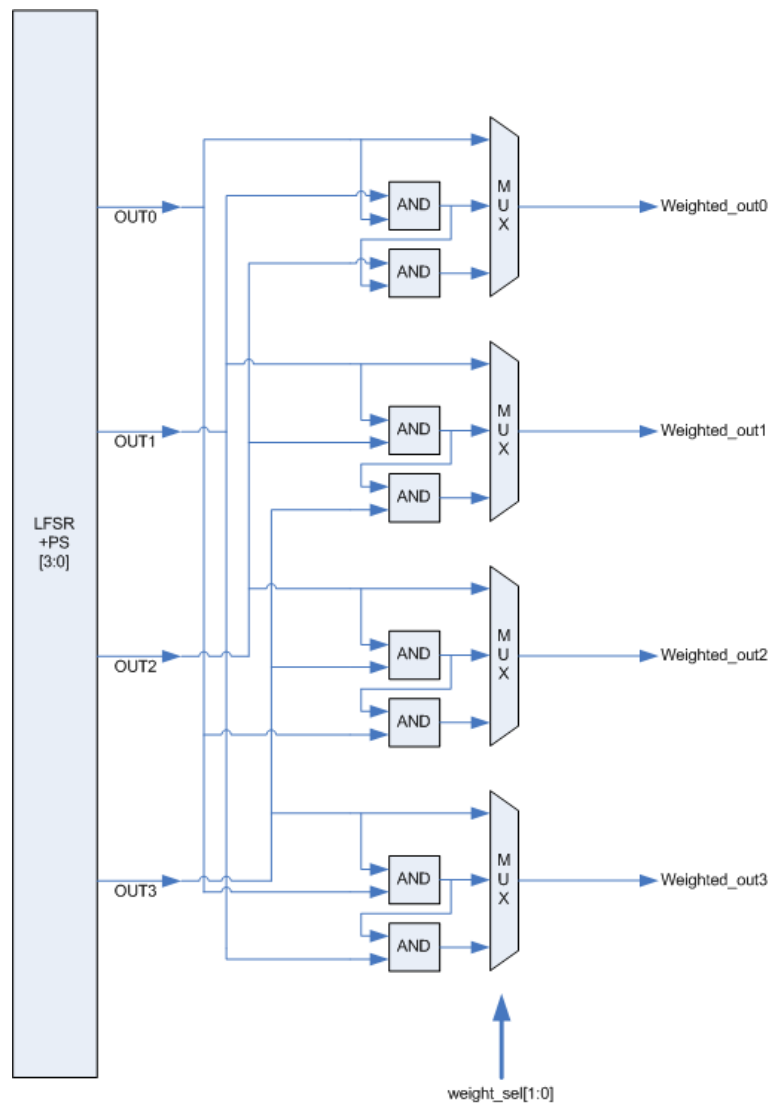 M
U
X
AND
OUT0
Weighted_out0
AND
M
U
X
AND
OUT1
Weighted_out1
AND
LFSR
+PS
[3:0]
M
U
X
AND
OUT2
Weighted_out2
AND
M
U
X
AND
OUT3
Weighted_out3
AND
weight_sel[1:0]